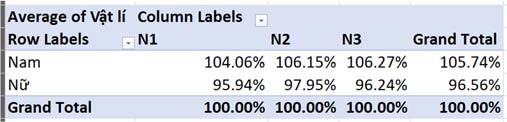 Average of Vật lí Column Labels
Row Labels N1 N2 N3 Grand Total
Nam 104.06% 106.15% 106.27% 105.74%
Nữ 95.94% 97.95% 96.24% 96.56%
Grand Total 100.00% 100.00% 100.00% 100.00%